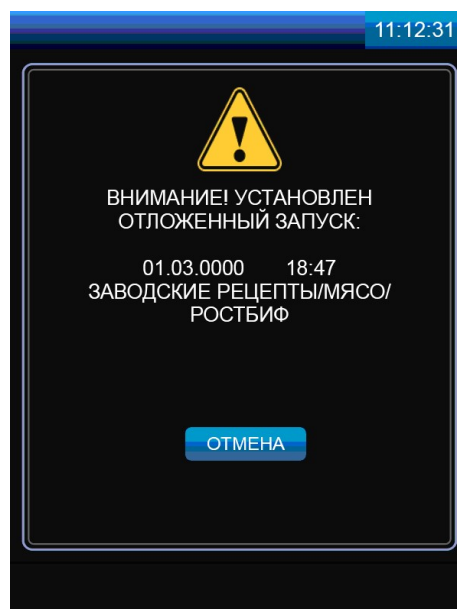 11:12:31
ВНИМАНИЕ! УСТАНОВЛЕН
ОТЛОЖЕННЫЙ ЗАПУСК:
01.03.0000 18:47
ЗАВОДСКИЕ РЕЦЕПТЫ/МЯСО/
РОСТБИФ
ОТМЕНА